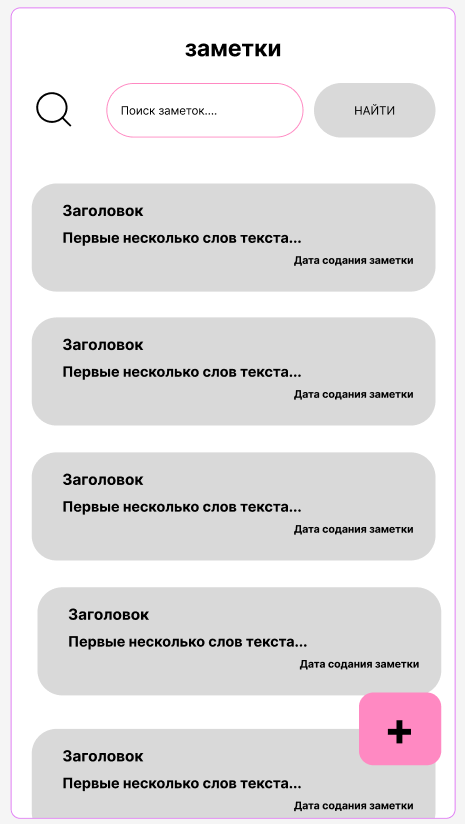 заметки
Поиск заметок....
НАЙТИ
Заголовок
Первые несколько слов текста...
Дата содания заметки
Заголовок
Первые несколько слов текста...
Дата содания заметки
Заголовок
Первые несколько слов текста...
Дата содания заметки
Заголовок
Первые несколько слов текста...
Дата содания заметки
+
Заголовок
Первые несколько слов текста...
Дата содания заметки